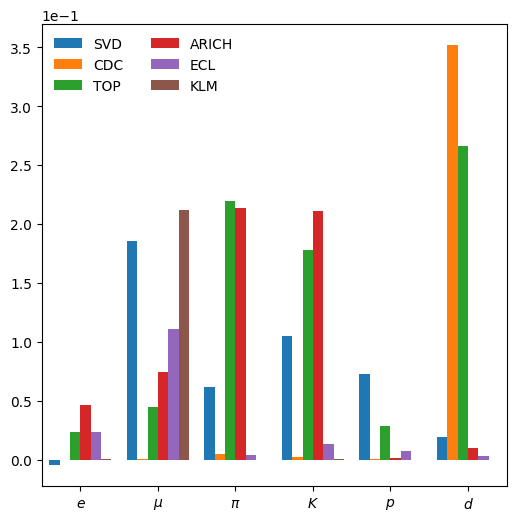 1e−1
SVD
CDC
TOP
ARICH
ECL
KLM
3.5
3.0
2.5
2.0
1.5
1.0
0.5
0.0
e μ π K p d